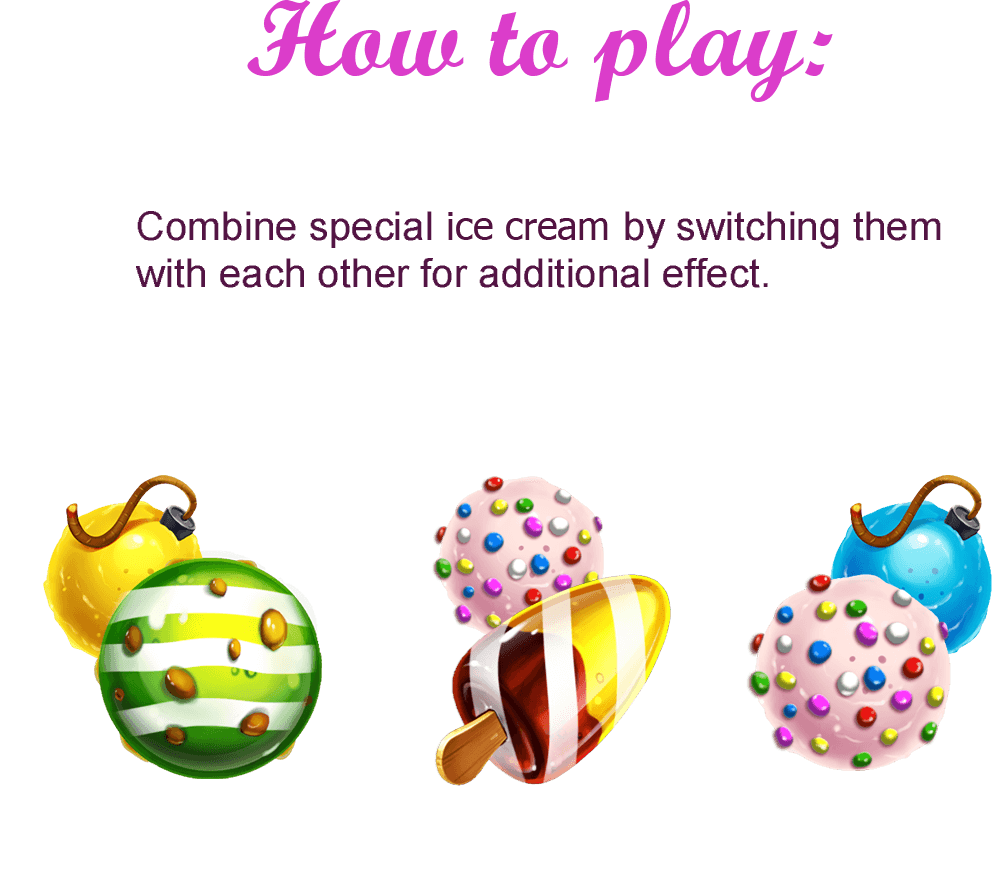 How to play:
Combine special ice cream by switching them
with each other for additional effect.